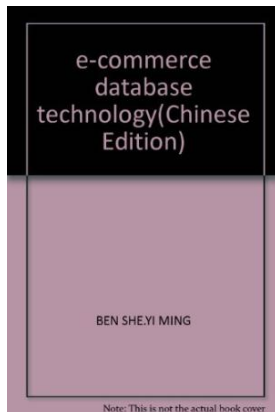 e-commerce
database
technology(Chinese
Edition)
BEN SHE.YI MING
Note: This is not the actual book cover